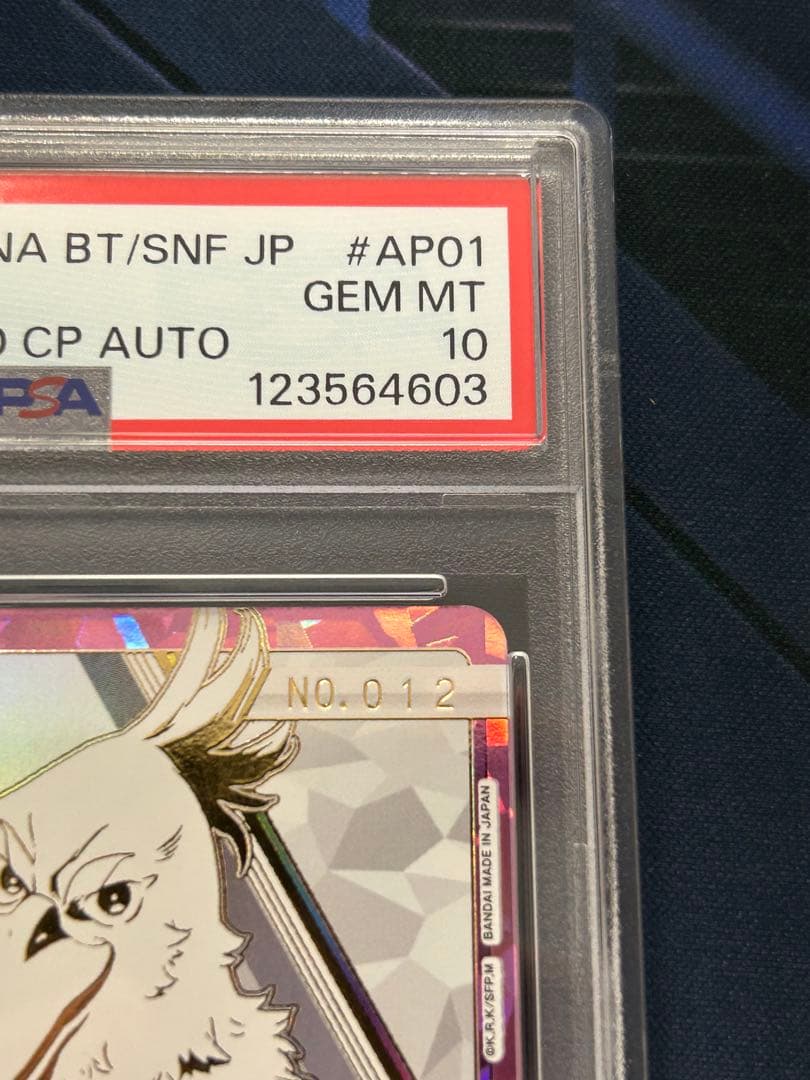 NA BT/SNF JP #AP01
GEM MT
CP AUTO 10
PSA 123564603
NO.012
BANDAI MADE IN JAPAN
©K.R.K/SFP,M